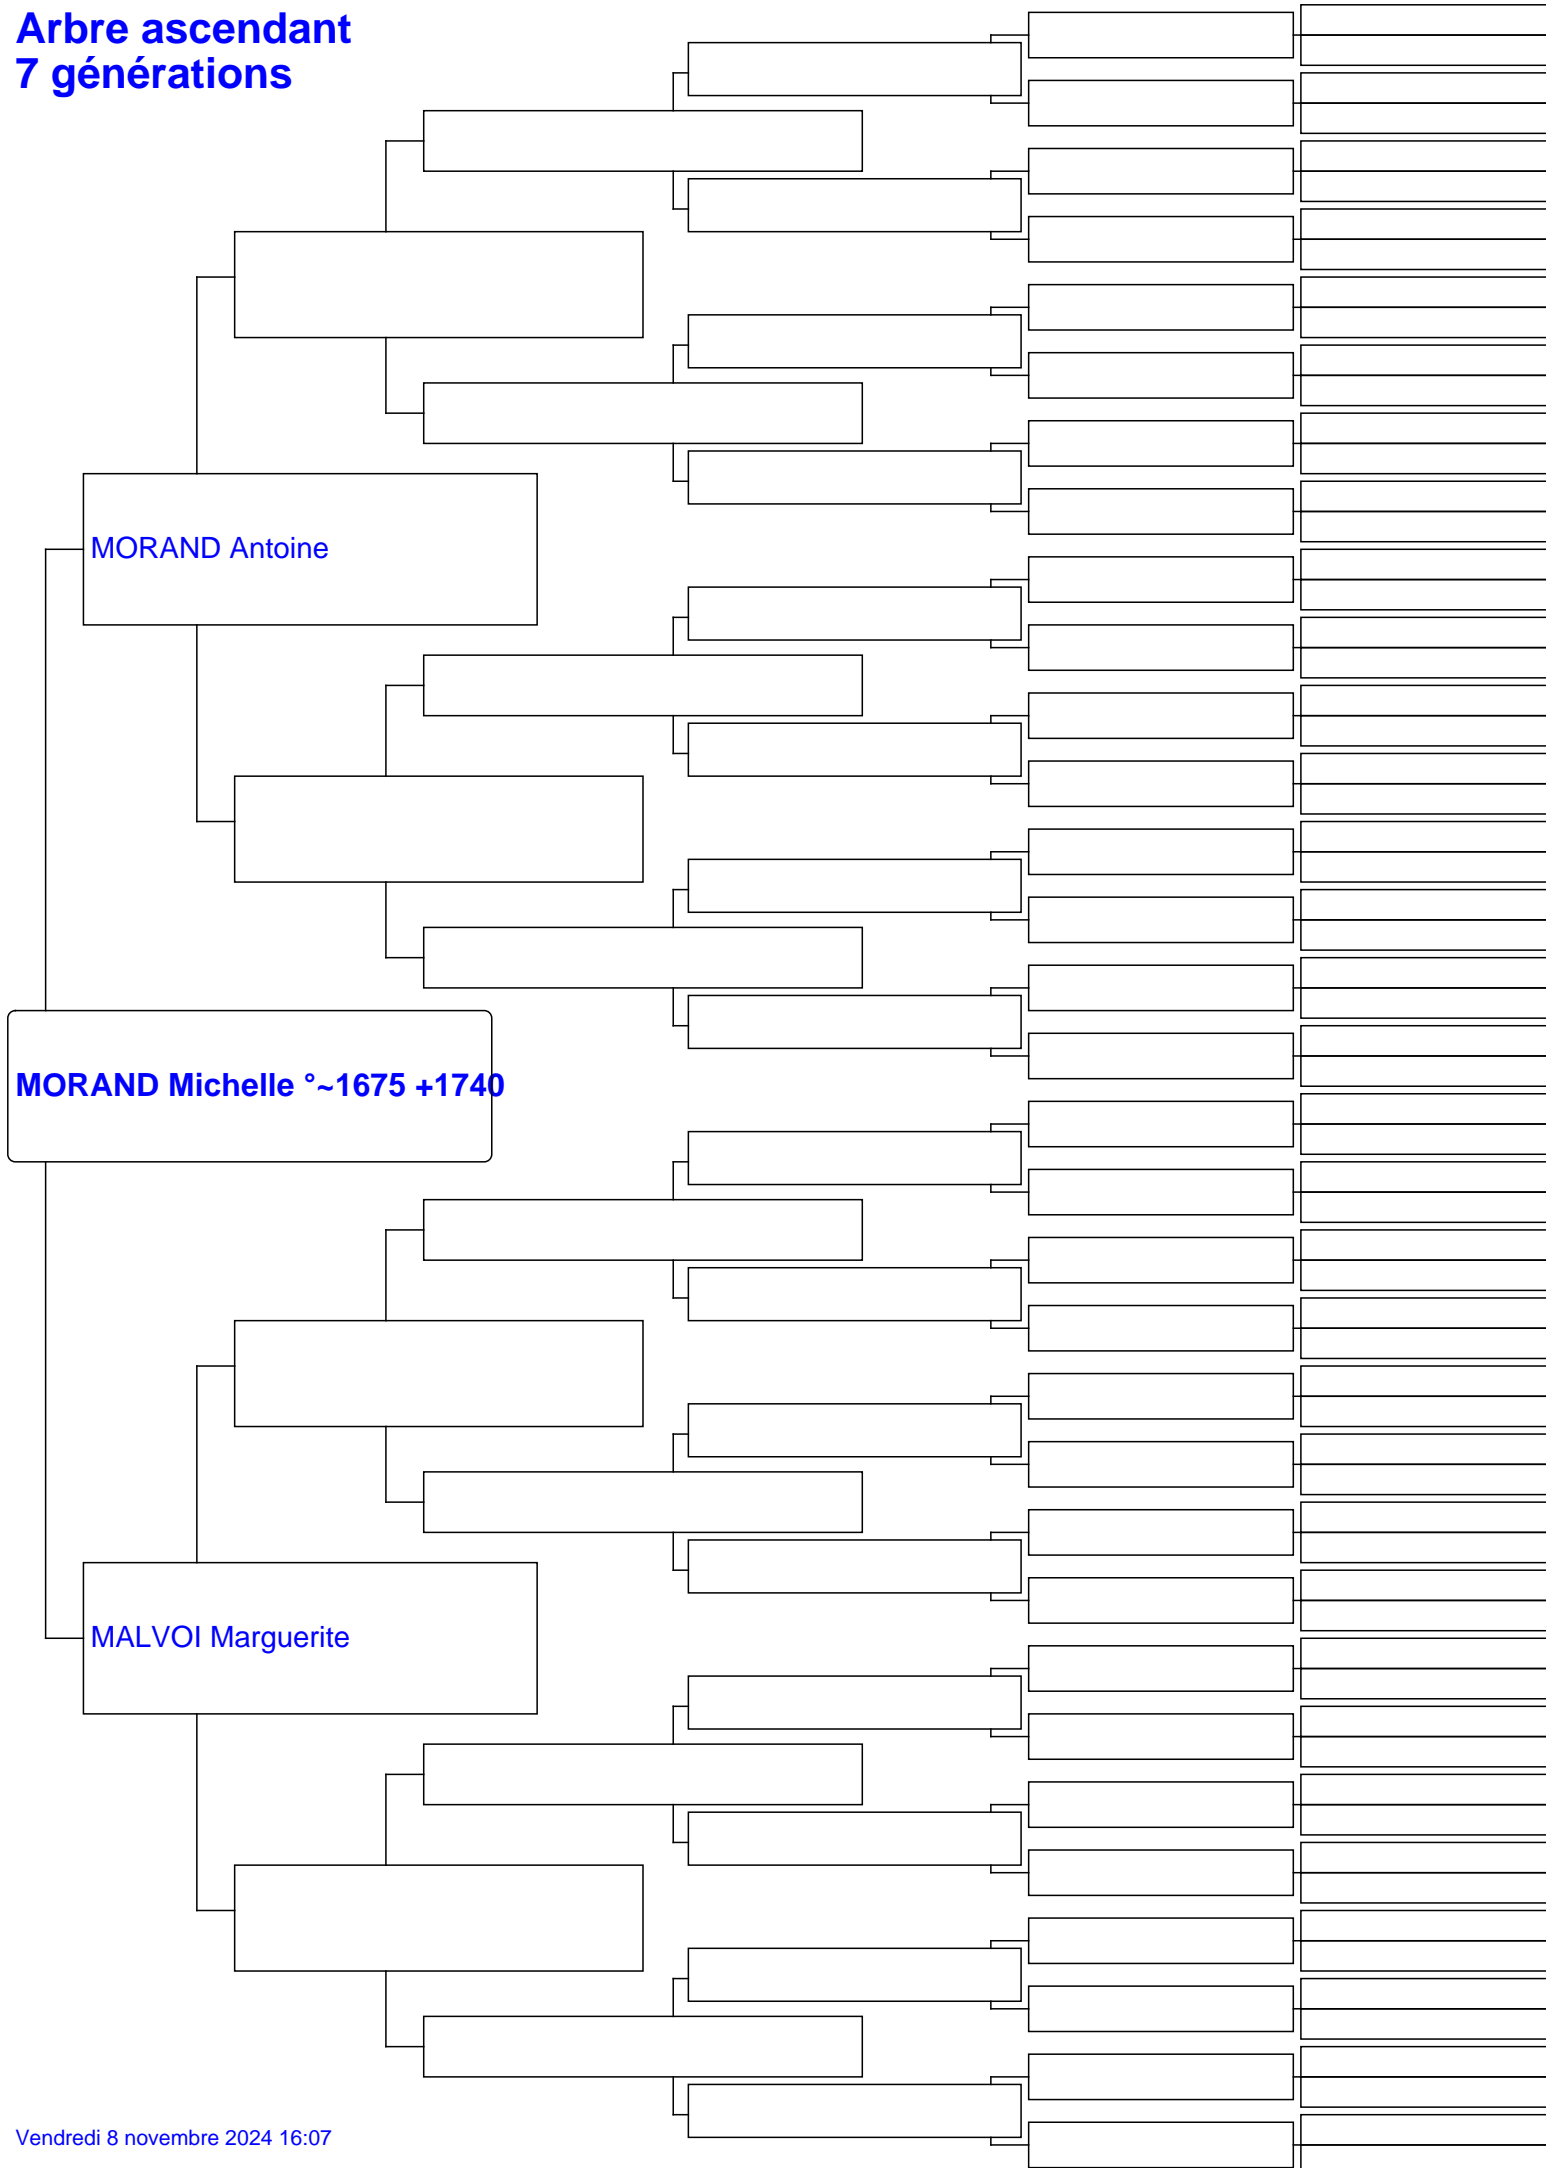 Arbre ascendant
7 générations
MORAND Antoine
MORAND Michelle °~1675 +1740
MALVOI Marguerite
Vendredi 8 novembre 2024 16:07